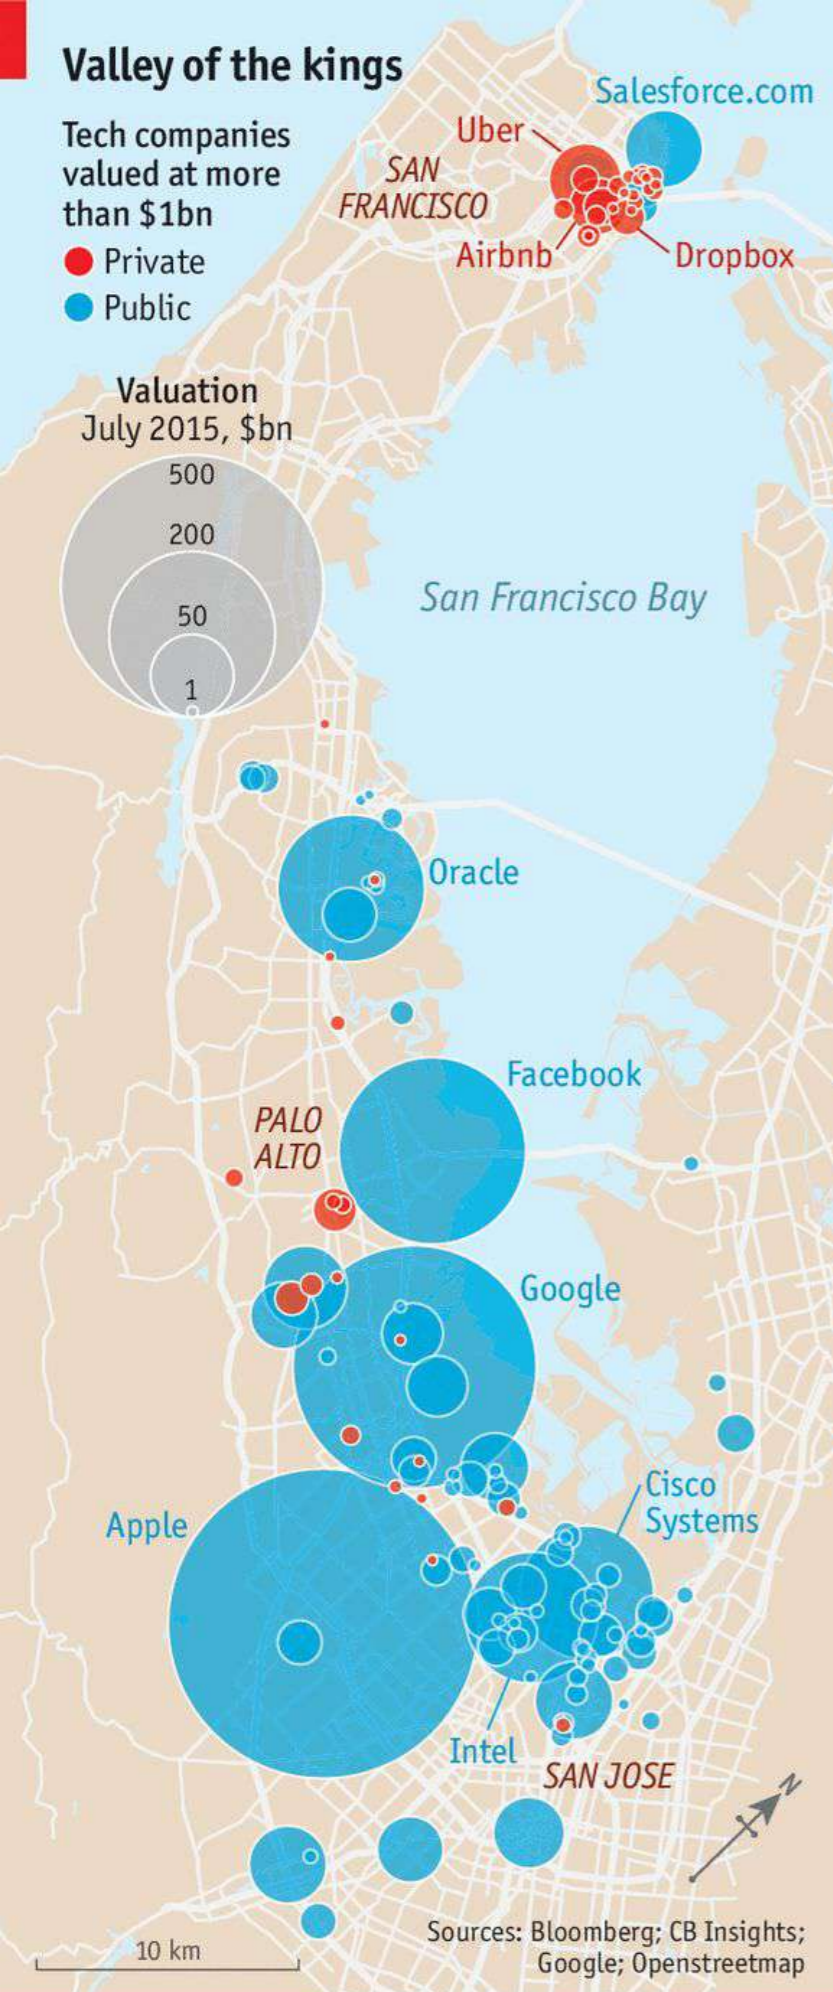 Valley of the kings
Tech companies
valued at more
than $1bn
Private
Public
Salesforce.com
Uber
SAN
FRANCISCO
Airbnb
Dropbox
Valuation
July 2015, $bn
500
200
50
1
San Francisco Bay
Oracle
Facebook
PALO
ALTO
Google
Cisco
Systems
Apple
Intel
SAN JOSE
N
10 km
Sources: Bloomberg; CB Insights;
Google; Openstreetmap